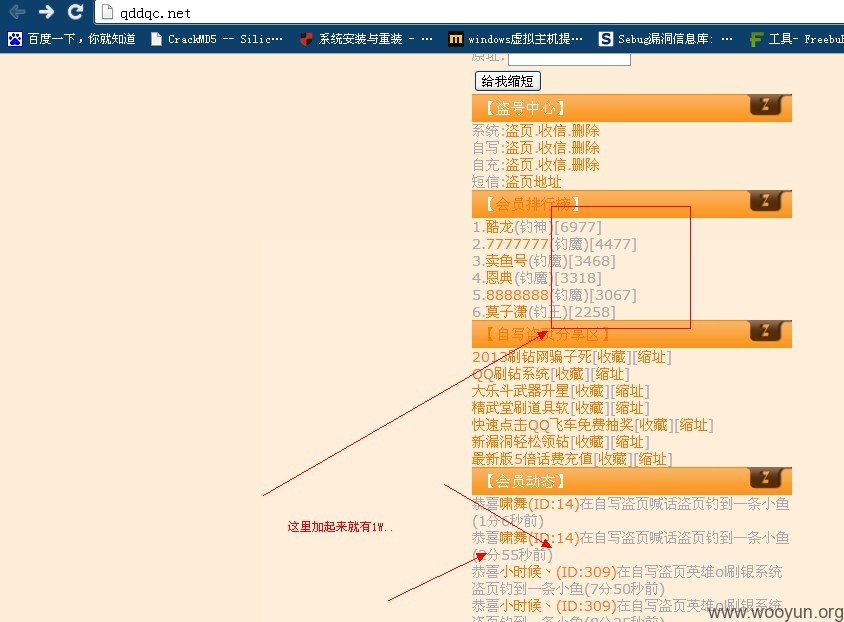 qddqc.net
百度一下，你就知道 CrackMD5 -- Silic… 系统安装与重装 - … windows虚拟主机提… Sebug漏洞信息库: … 工具- Freebu
原址:
给我缩短
【盗号中心】
系统:盗页.收信.删除
自写:盗页.收信.删除
自充:盗页.收信.删除
短信:盗页地址
【会员排行榜】
1.酷龙(钓神)[6977]
2.7777777(钓魔)[4477]
3.卖鱼号(钓魔)[3468]
4.恩典(钓魔)[3318]
5.8888888(钓魔)[3067]
6.莫子潇(钓王)[2258]
【自写盗页分享区】
2013刷钻网骗子死[收藏][缩址]
QQ刷钻系统[收藏][缩址]
大乐斗武器升星[收藏][缩址]
精武堂刷道具软[收藏][缩址]
快速点击QQ飞车免费抽奖[收藏][缩址]
新漏洞轻松领钻[收藏][缩址]
最新版5倍话费充值[收藏][缩址]
【会员动态】
恭喜啸舞(ID:14)在自写盗页喊话盗页钓到一条小鱼
(1分6秒前)
恭喜啸舞(ID:14)在自写盗页喊话盗页钓到一条小鱼
(2分55秒前)
恭喜小时候丶(ID:309)在自写盗页英雄ol刷银系统
盗页钓到一条小鱼(7分50秒前)
恭喜小时候丶(ID:309)在自写盗页英雄ol刷银系统
这里加起来就有1W..
www.wooyun.org